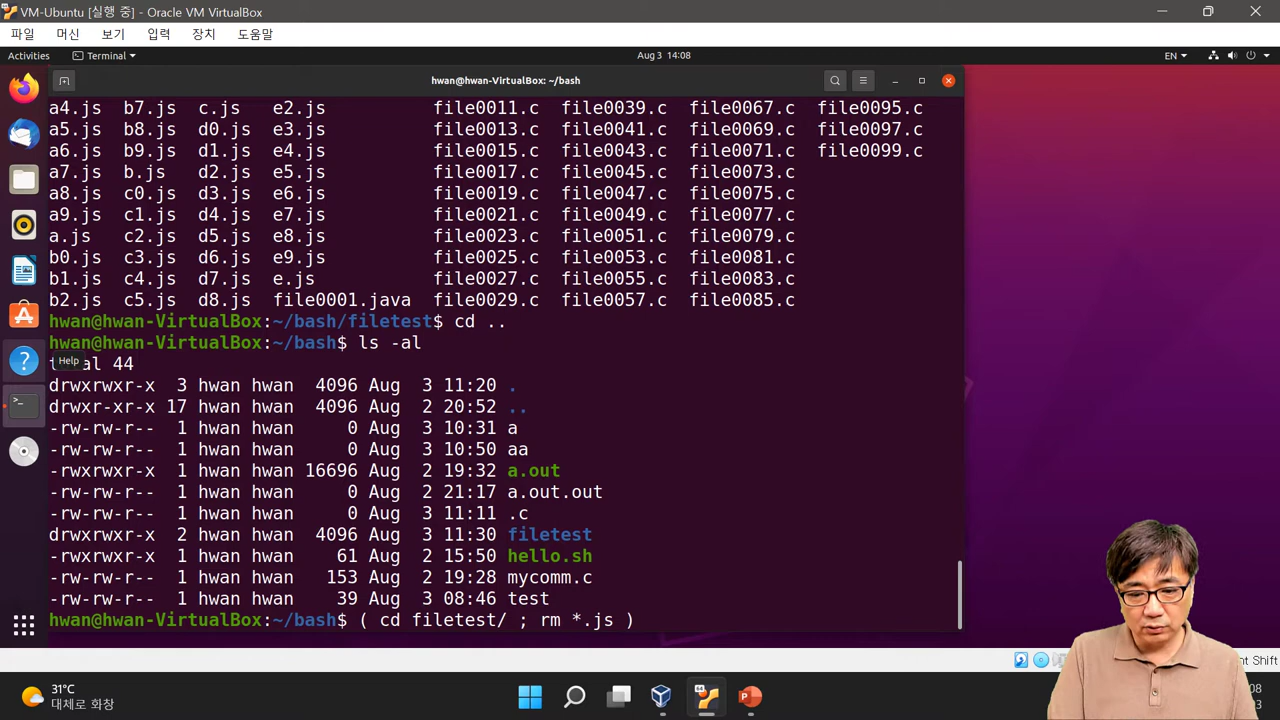 VM-Ubuntu [실행 중] - Oracle VM VirtualBox
파일 머신 보기 입력 장치 도움말
Activities Terminal Aug 3 14:08 EN
hwan@hwan-VirtualBox: ~/bash
a4.js b7.js c.js e2.js file0011.c file0039.c file0067.c file0095.c
a5.js b8.js d0.js e3.js file0013.c file0041.c file0069.c file0097.c
a6.js b9.js d1.js e4.js file0015.c file0043.c file0071.c file0099.c
a7.js b.js d2.js e5.js file0017.c file0045.c file0073.c
a8.js c0.js d3.js e6.js file0019.c file0047.c file0075.c
a9.js c1.js d4.js e7.js file0021.c file0049.c file0077.c
a.js c2.js d5.js e8.js file0023.c file0051.c file0079.c
b0.js c3.js d6.js e9.js file0025.c file0053.c file0081.c
b1.js c4.js d7.js e.js file0027.c file0055.c file0083.c
b2.js c5.js d8.js file0001.java file0029.c file0057.c file0085.c
hwan@hwan-VirtualBox:~/bash/filetest$ cd ..
hwan@hwan-VirtualBox:~/bash$ ls -al
Help
44
drwxrwxr-x 3 hwan hwan 4096 Aug 3 11:20 .
drwxr-xr-x 17 hwan hwan 4096 Aug 2 20:52 ..
-rw-rw-r-- 1 hwan hwan 0 Aug 3 10:31 a
-rw-rw-r-- 1 hwan hwan 0 Aug 3 10:50 aa
-rwxrwxr-x 1 hwan hwan 16696 Aug 2 19:32 a.out
-rw-rw-r-- 1 hwan hwan 0 Aug 2 21:17 a.out.out
-rw-rw-r-- 1 hwan hwan 0 Aug 3 11:11 .c
drwxrwxr-x 2 hwan hwan 4096 Aug 3 11:30 filetest
-rwxrwxr-x 1 hwan hwan 61 Aug 2 15:50 hello.sh
-rw-rw-r-- 1 hwan hwan 153 Aug 2 19:28 mycomm.c
-rw-rw-r-- 1 hwan hwan 39 Aug 3 08:46 test
hwan@hwan-VirtualBox:~/bash$ ( cd filetest/ ; rm *.js )
Shift
31°C
대체로 화창